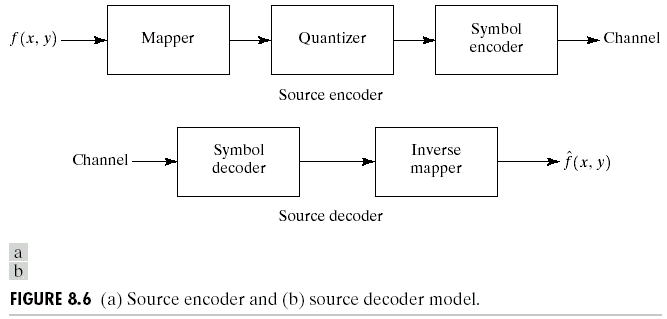 f(x, y)
Mapper
Quantizer
Symbol
encoder
Channel
Source encoder
Channel
Symbol
decoder
Inverse
mapper
f̂(x, y)
Source decoder
a
b
FIGURE 8.6 (a) Source encoder and (b) source decoder model.